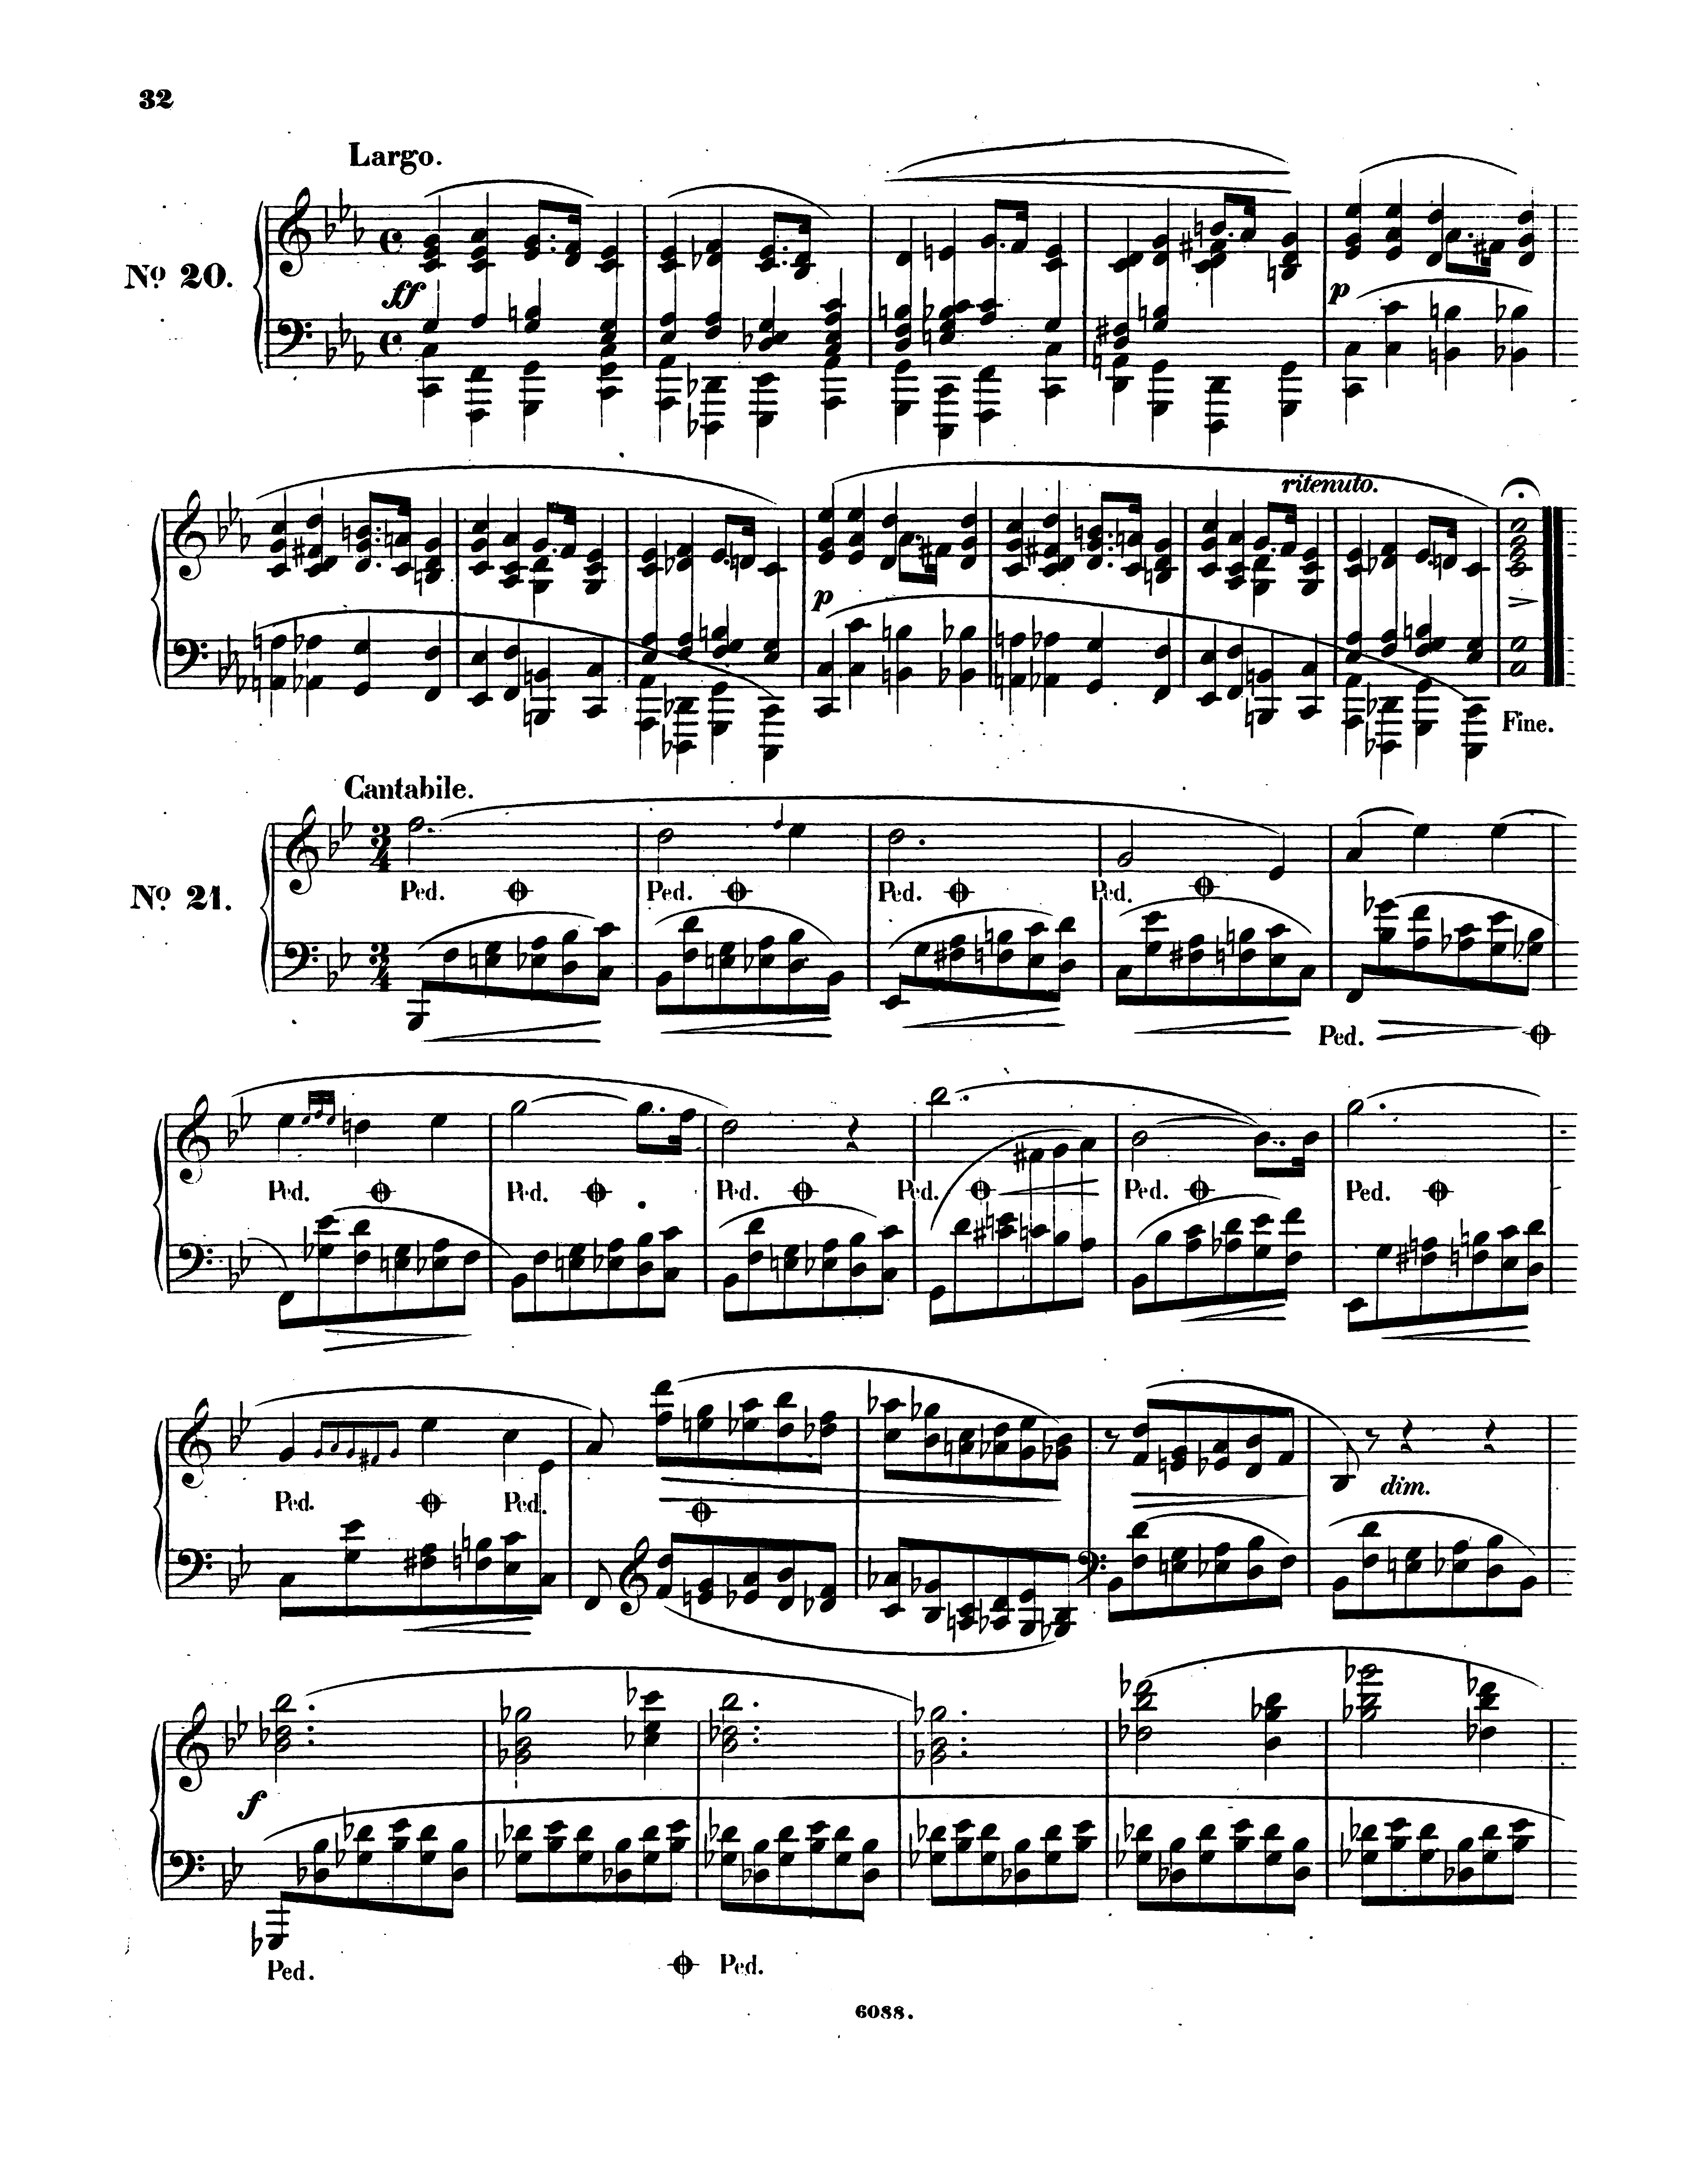 32
Largo.
Nº 20.
ff
p
ritenuto.
p
Fine.
Cantabile.
Nº 21.
Ped. Ped. Ped. Ped.
Ped.
Ped. Ped. Ped. Ped. Ped. Ped.
Ped. Ped.
dim.
f
Ped. Ped.
6088.